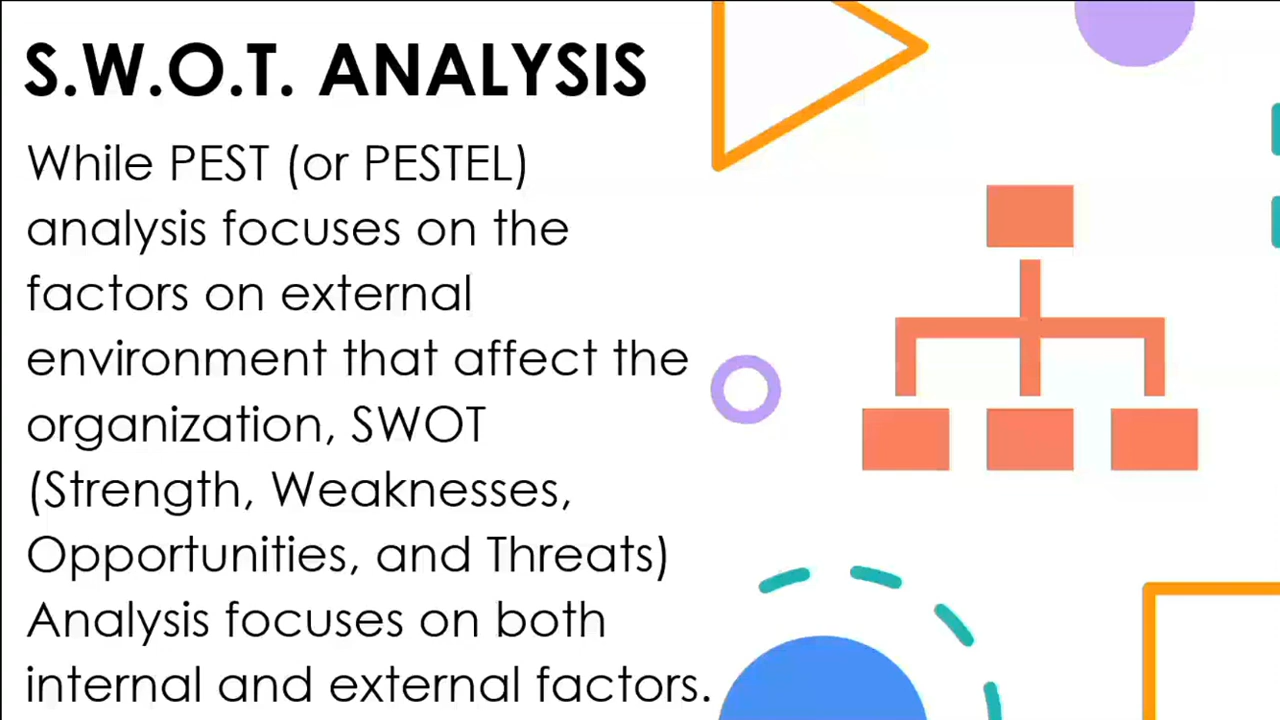 S.W.O.T. ANALYSIS
While PEST (or PESTEL)
analysis focuses on the
factors on external
environment that affect the
organization, SWOT
(Strength, Weaknesses,
Opportunities, and Threats)
Analysis focuses on both
internal and external factors.